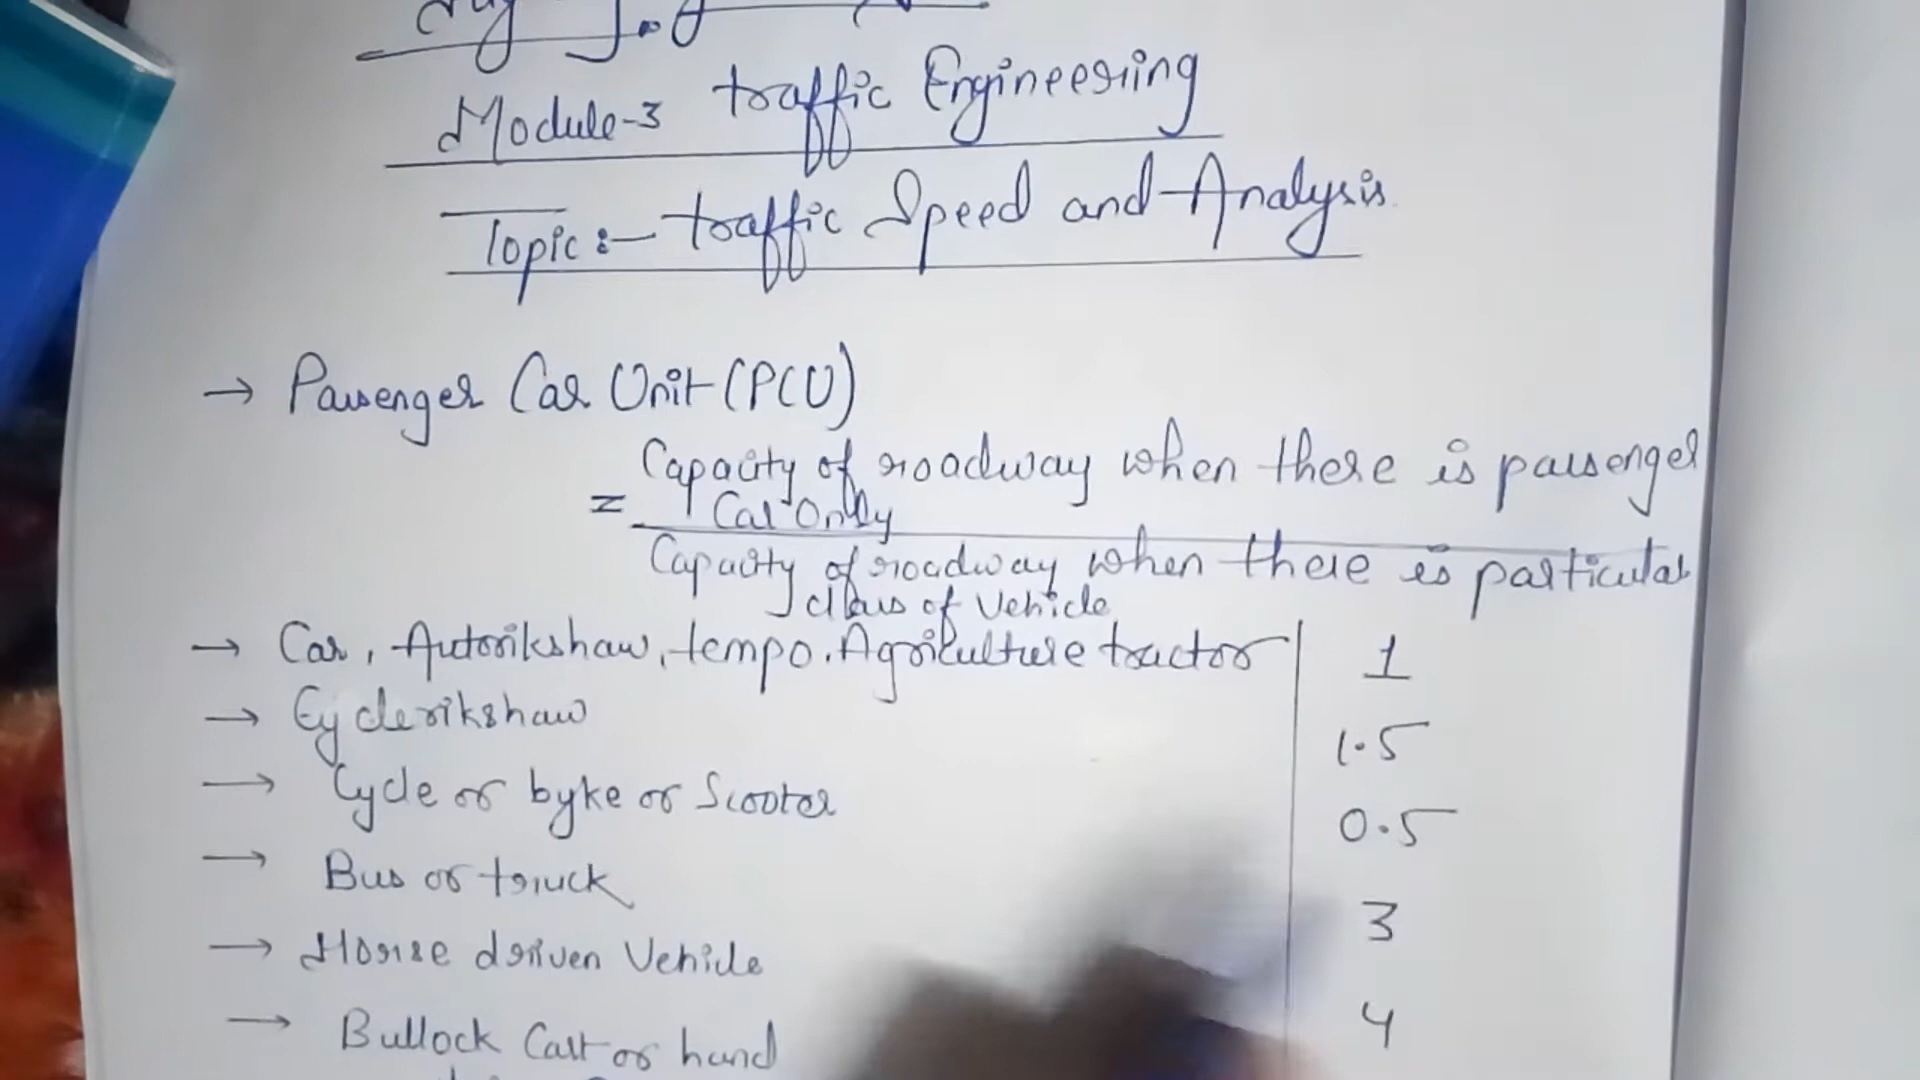 Module-3 traffic Engineering
Topic:- traffic Speed and Analysis
→ Passenger Car Unit (PCU)
= Capacity of roadway when there is passenger
Car Only
Capacity of roadway when there is particular
class of Vehicle
→ Car, Autorikshaw, tempo. Agriculture tractor 1
→ Cyclerikshaw 1.5
→ Cycle or byke or Scooter 0.5
→ Bus or truck 3
→ Horse driven Vehicle 4
→ Bullock Cart or hand